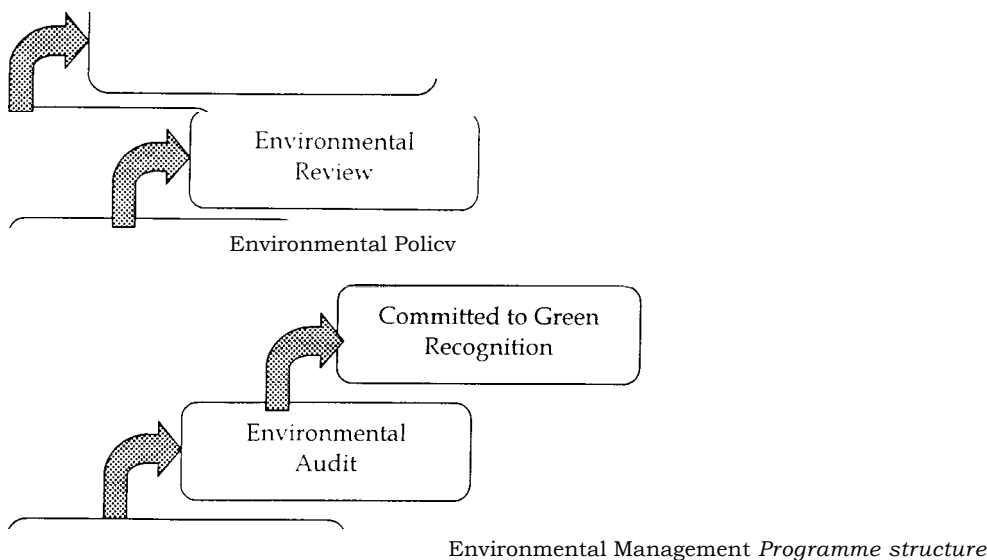 Environmental
Review
Environmental Policv
Committed to Green
Recognition
Environmental
Audit
Environmental Management Programme structure